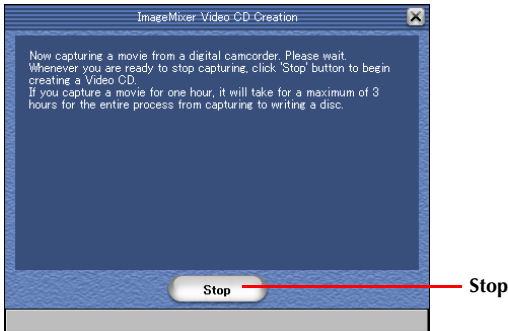 ImageMixer Video CD Creation
Now capturing a movie from a digital camcorder. Please wait.
Whenever you are ready to stop capturing, click 'Stop' button to begin
creating a Video CD.
If you capture a movie for one hour, it will take for a maximum of 3
hours for the entire process from capturing to writing a disc.
Stop
Stop